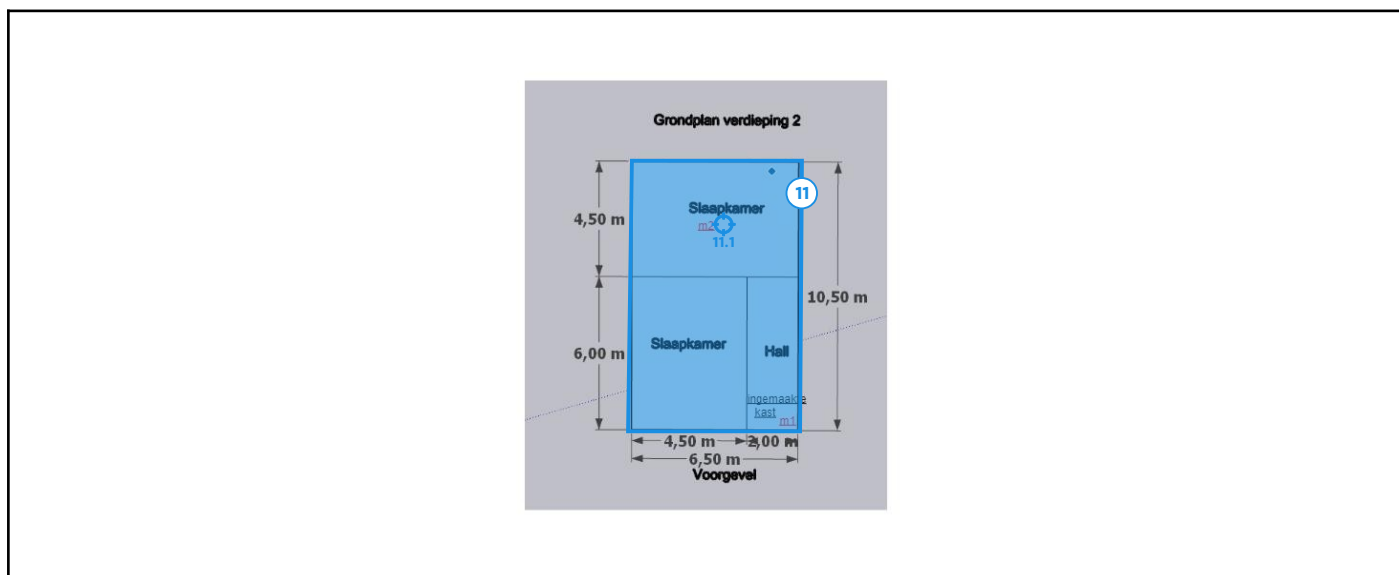 Grondplan verdieping 2
11
Slaapkamer
4,50 m
m2
11.1
10,50 m
Slaapkamer
Hall
6,00 m
ingemaakte
kast
m1
4,50 m
2,00 m
6,50 m
Voorgevel